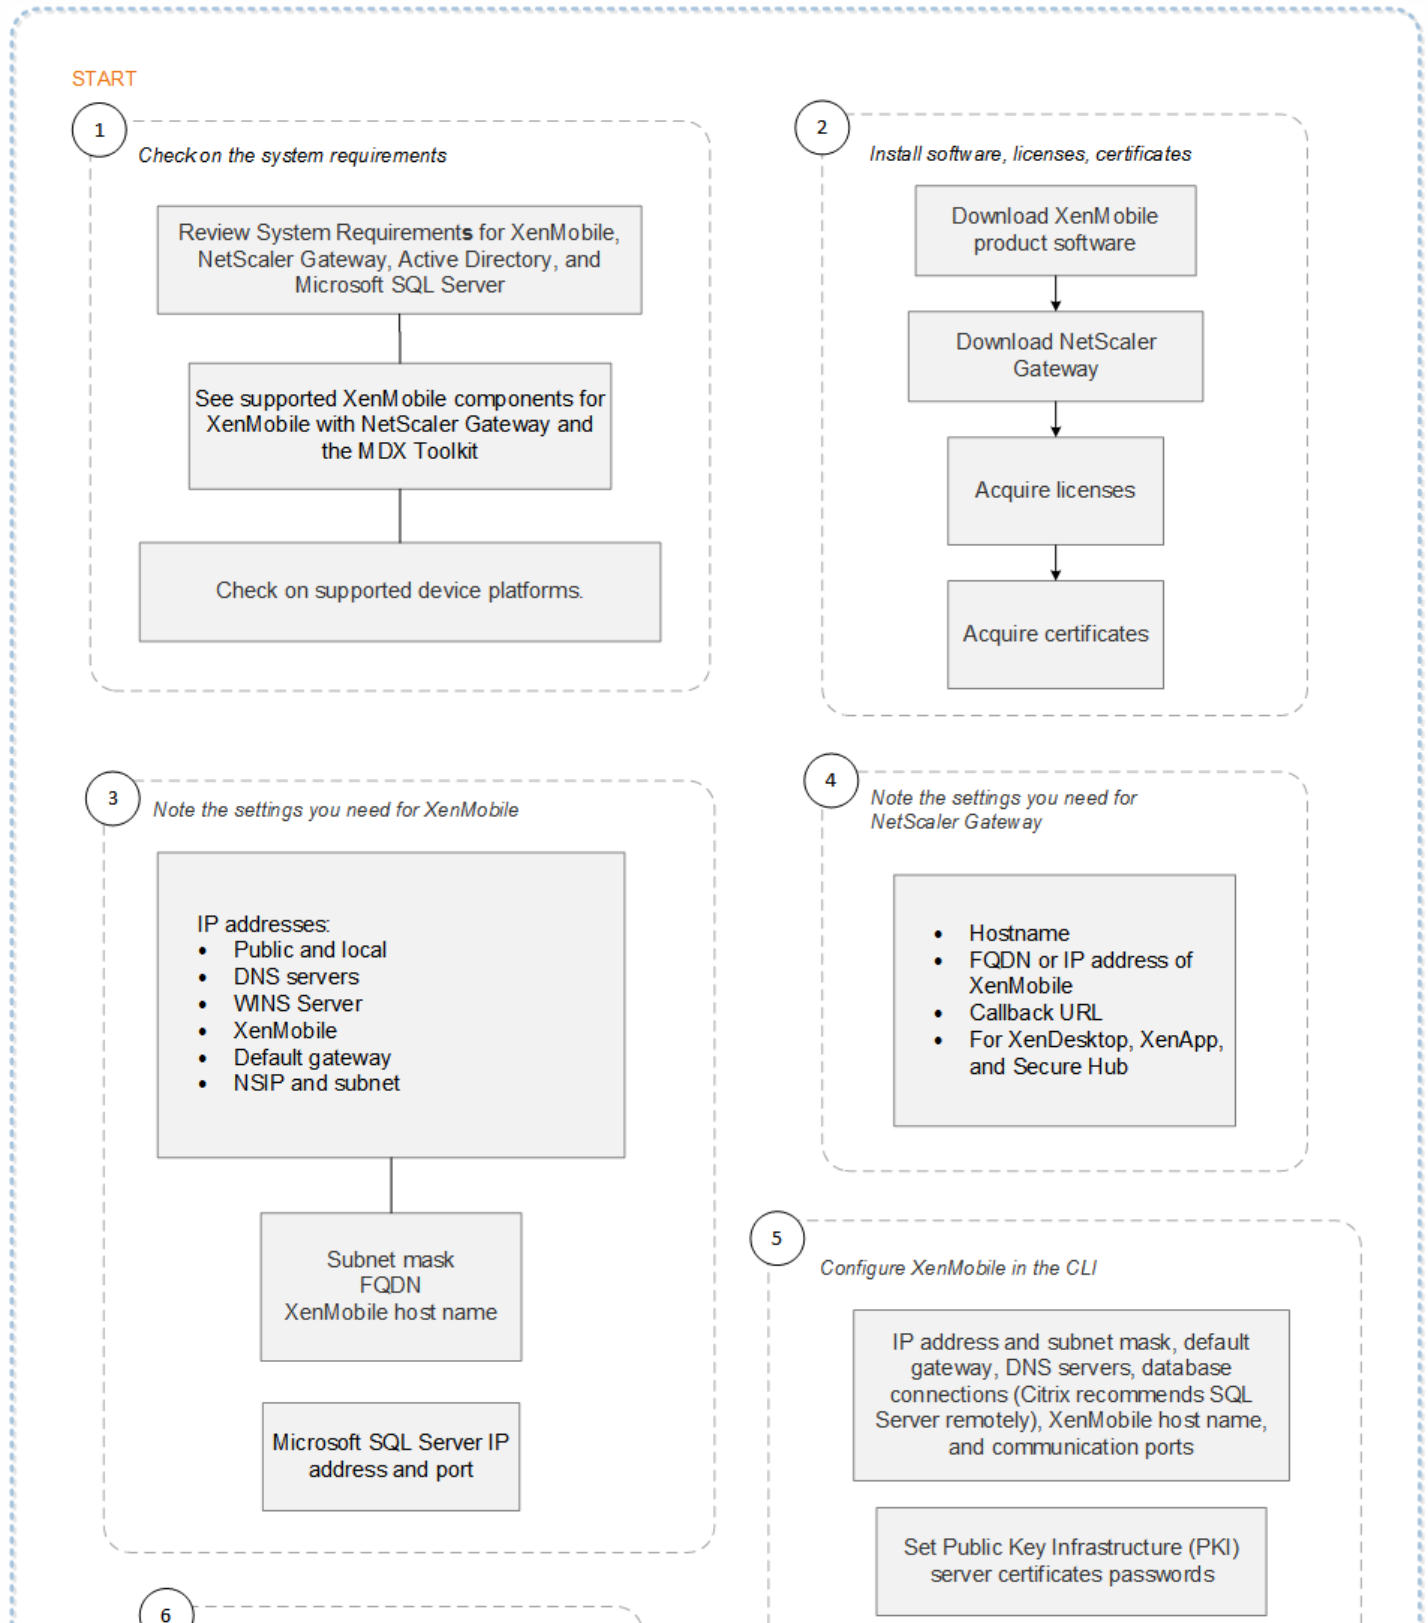 START
1
Check on the system requirements
Review System Requirements for XenMobile,
NetScaler Gateway, Active Directory, and
Microsoft SQL Server
See supported XenMobile components for
XenMobile with NetScaler Gateway and
the MDX Toolkit
Check on supported device platforms.
2
Install software, licenses, certificates
Download XenMobile
product software
Download NetScaler
Gateway
Acquire licenses
Acquire certificates
3
Note the settings you need for XenMobile
IP addresses:
• Public and local
• DNS servers
• WINS Server
• XenMobile
• Default gateway
• NSIP and subnet
Subnet mask
FQDN
XenMobile host name
Microsoft SQL Server IP
address and port
4
Note the settings you need for
NetScaler Gateway
• Hostname
• FQDN or IP address of
XenMobile
• Callback URL
• For XenDesktop, XenApp,
and Secure Hub
5
Configure XenMobile in the CLI
IP address and subnet mask, default
gateway, DNS servers, database
connections (Citrix recommends SQL
Server remotely), XenMobile host name,
and communication ports
Set Public Key Infrastructure (PKI)
server certificates passwords
6